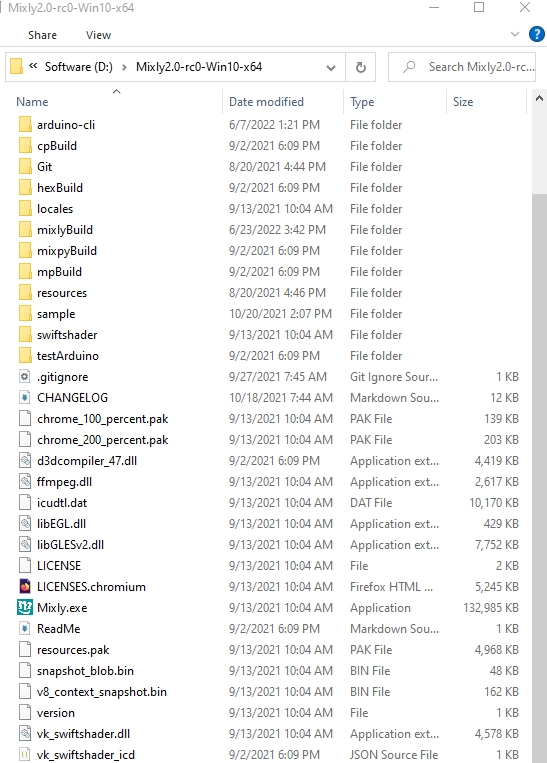 Mixly2.0-rc0-Win10-x64
Share View
Software (D:) Mixly2.0-rc0-Win10-x64 Search Mixly2.0-rc...
Name Date modified Type Size
arduino-cli 6/7/2022 1:21 PM File folder
cpBuild 9/2/2021 6:09 PM File folder
Git 8/20/2021 4:44 PM File folder
hexBuild 9/2/2021 6:09 PM File folder
locales 9/13/2021 10:04 AM File folder
mixlyBuild 6/23/2022 3:42 PM File folder
mixpyBuild 9/2/2021 6:09 PM File folder
mpBuild 9/2/2021 6:09 PM File folder
resources 8/20/2021 4:46 PM File folder
sample 10/20/2021 2:07 PM File folder
swiftshader 9/13/2021 10:04 AM File folder
testArduino 9/2/2021 6:09 PM File folder
.gitignore 9/27/2021 7:45 AM Git Ignore Sour... 1 KB
CHANGELOG 10/18/2021 7:44 AM Markdown Sou... 12 KB
chrome_100_percent.pak 9/13/2021 10:04 AM PAK File 139 KB
chrome_200_percent.pak 9/13/2021 10:04 AM PAK File 203 KB
d3dcompiler_47.dll 9/2/2021 6:09 PM Application ext... 4,419 KB
ffmpeg.dll 9/13/2021 10:04 AM Application ext... 2,617 KB
icudtl.dat 9/13/2021 10:04 AM DAT File 10,170 KB
libEGL.dll 9/13/2021 10:04 AM Application ext... 429 KB
libGLESv2.dll 9/13/2021 10:04 AM Application ext... 7,752 KB
LICENSE 9/13/2021 10:04 AM File 2 KB
LICENSES.chromium 9/13/2021 10:04 AM Firefox HTML ... 5,245 KB
Mixly.exe 9/13/2021 10:04 AM Application 132,985 KB
ReadMe 9/2/2021 6:09 PM Markdown Sou... 1 KB
resources.pak 9/13/2021 10:04 AM PAK File 4,968 KB
snapshot_blob.bin 9/13/2021 10:04 AM BIN File 48 KB
v8_context_snapshot.bin 9/13/2021 10:04 AM BIN File 162 KB
version 9/13/2021 10:04 AM File 1 KB
vk_swiftshader.dll 9/13/2021 10:04 AM Application ext... 4,578 KB
vk_swiftshader_icd 9/2/2021 6:09 PM JSON Source File 1 KB